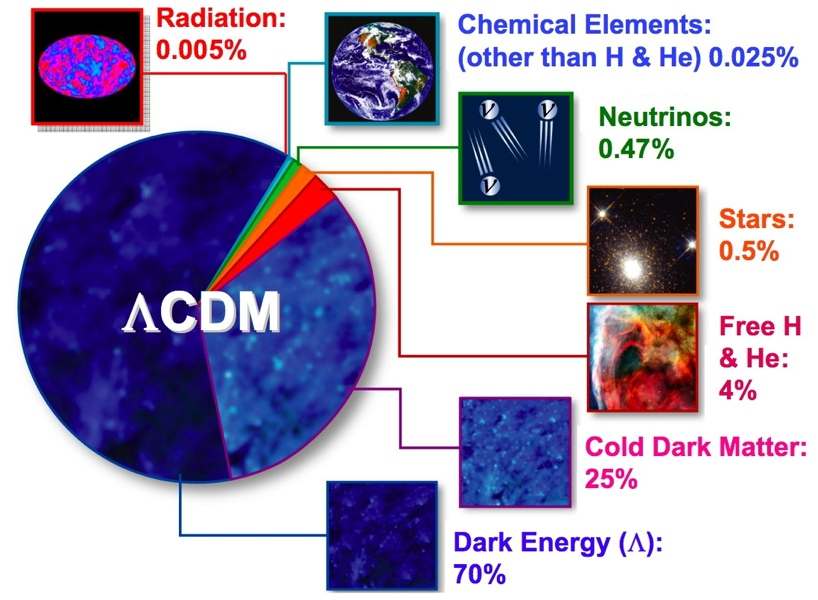 Radiation:
0.005%
Chemical Elements:
(other than H & He) 0.025%
ν ν
ν
Neutrinos:
0.47%
Stars:
0.5%
ΛCDM
Free H
& He:
4%
Cold Dark Matter:
25%
Dark Energy (Λ):
70%